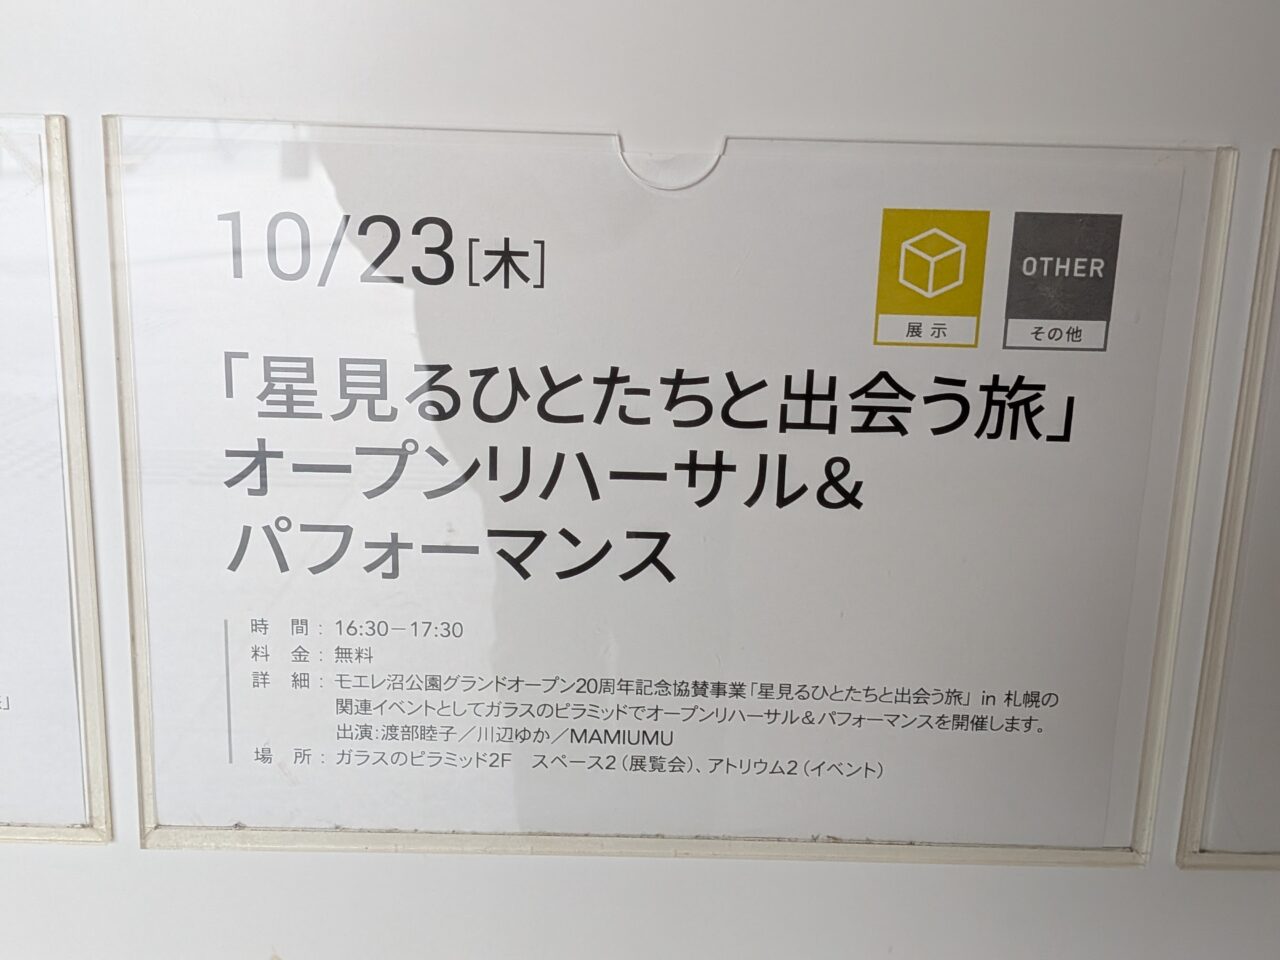 10/23[木]
展示
OTHER
その他
「星見るひとたちと出会う旅」
オープンリハーサル&
パフォーマンス
時　間：16:30－17:30
料　金：無料
詳　細：モエレ沼公園グランドオープン20周年記念協賛事業「星見るひとたちと出会う旅」in 札幌の
関連イベントとしてガラスのピラミッドでオープンリハーサル&パフォーマンスを開催します。
出演：渡部睦子／川辺ゆか／MAMIUMU
場　所：ガラスのピラミッド2F　スペース2（展覧会）、アトリウム2（イベント）